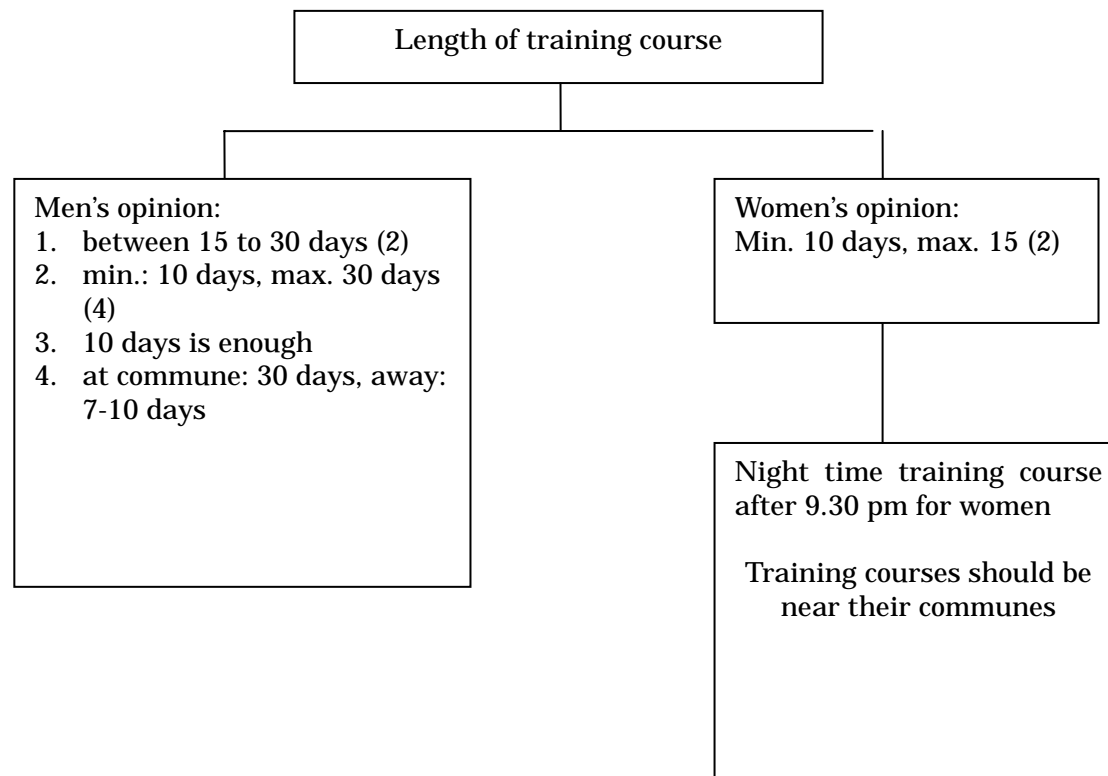 Length of training course
Men's opinion:
1. between 15 to 30 days (2)
2. min.: 10 days, max. 30 days
(4)
3. 10 days is enough
4. at commune: 30 days, away:
7-10 days
Women's opinion:
Min. 10 days, max. 15 (2)
Night time training course
after 9.30 pm for women
Training courses should be
near their communes